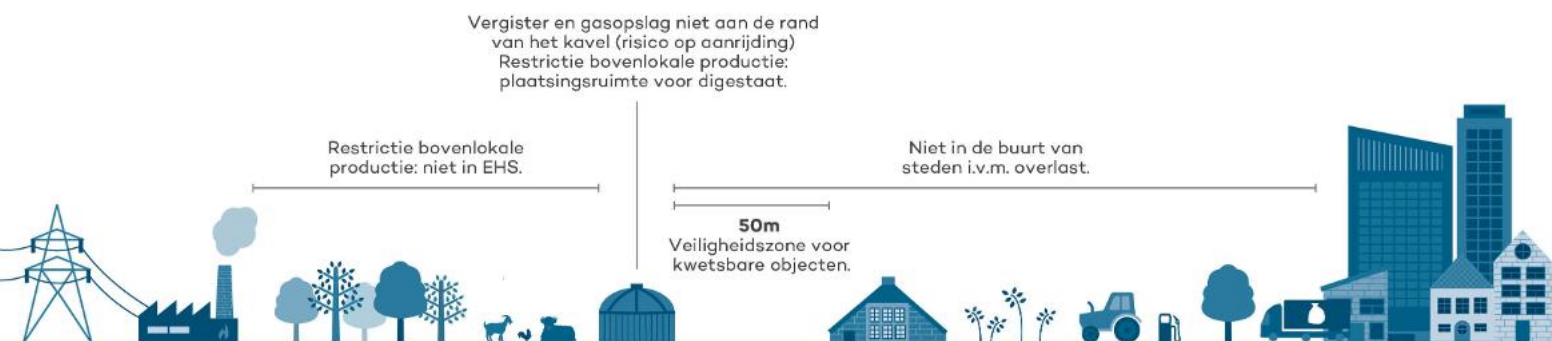 Vergister en gasopslag niet aan de rand
van het kavel (risico op aanrijding)
Restrictie bovenlokale productie:
plaatsingsruimte voor digestaat.
Restrictie bovenlokale
productie: niet in EHS.
Niet in de buurt van
steden i.v.m. overlast.
50m
Veiligheidszone voor
kwetsbare objecten.